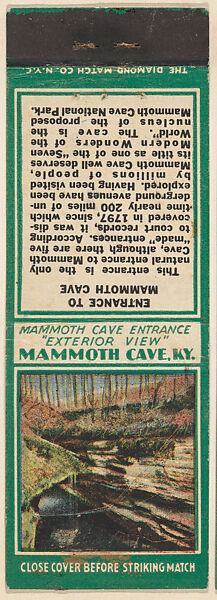 THE DIAMOND MATCH CO. N.Y.C.
ENTRANCE TO
MAMMOTH CAVE
This entrance is the only
natural entrance to Mammoth
Cave, although there are five
"made" entrances. According
to court records, it was dis-
covered in 1797, since which
time nearly 200 miles of un-
derground avenues have been
explored. Having been visited
by millions of people,
Mammoth Cave well deserves
its title as one of the "Seven
Modern Wonders of the
World". The cave is the
nucleus of the proposed
Mammoth Cave National Park.
MAMMOTH CAVE ENTRANCE
"EXTERIOR VIEW"
MAMMOTH CAVE, KY.
CLOSE COVER BEFORE STRIKING MATCH